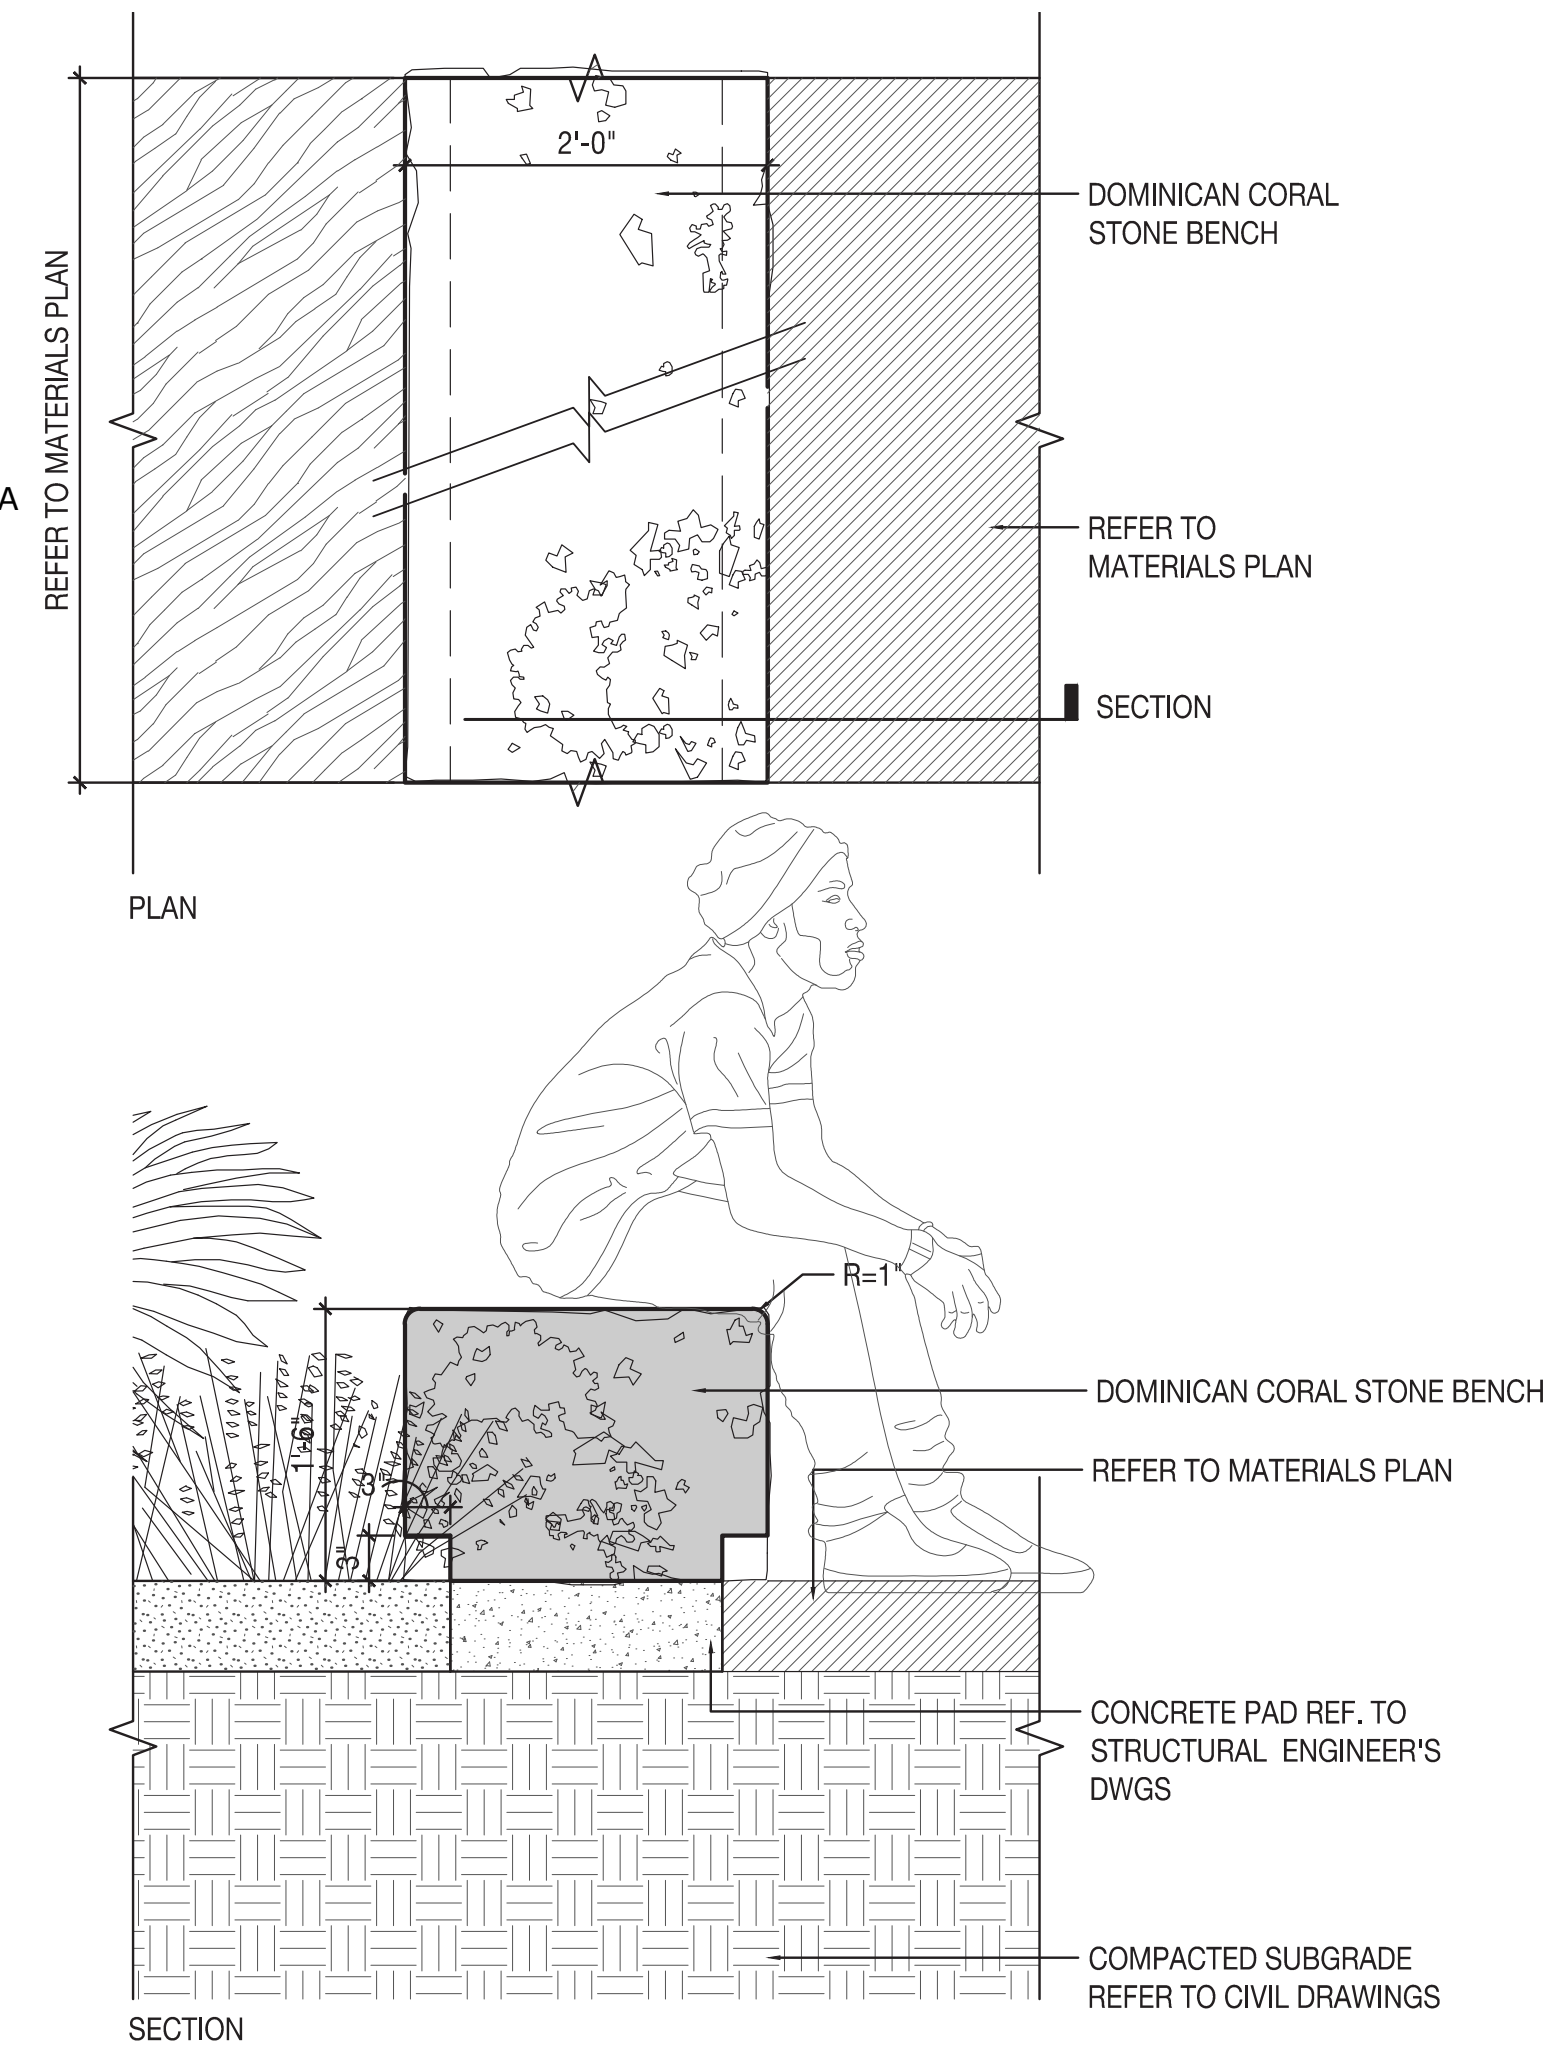 2'-0"
DOMINICAN CORAL
STONE BENCH
REFER TO MATERIALS PLAN
A
REFER TO
MATERIALS PLAN
SECTION
PLAN
R=1"
DOMINICAN CORAL STONE BENCH
1'-6"
3"
REFER TO MATERIALS PLAN
3"
CONCRETE PAD REF. TO
STRUCTURAL ENGINEER'S
DWGS
COMPACTED SUBGRADE
REFER TO CIVIL DRAWINGS
SECTION